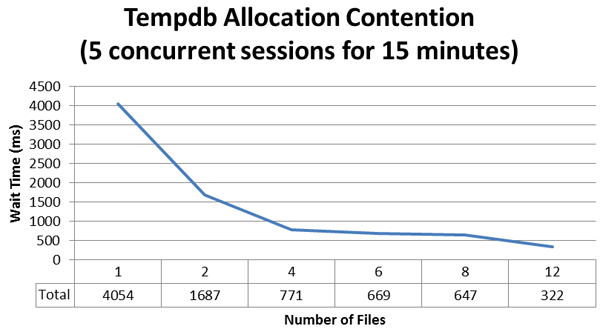 Tempdb Allocation Contention
(5 concurrent sessions for 15 minutes)
4500
4000
3500
3000
2500
2000
1500
1000
500
0
Wait Time (ms)
1 2 4 6 8 12
Total 4054 1687 771 669 647 322
Number of Files